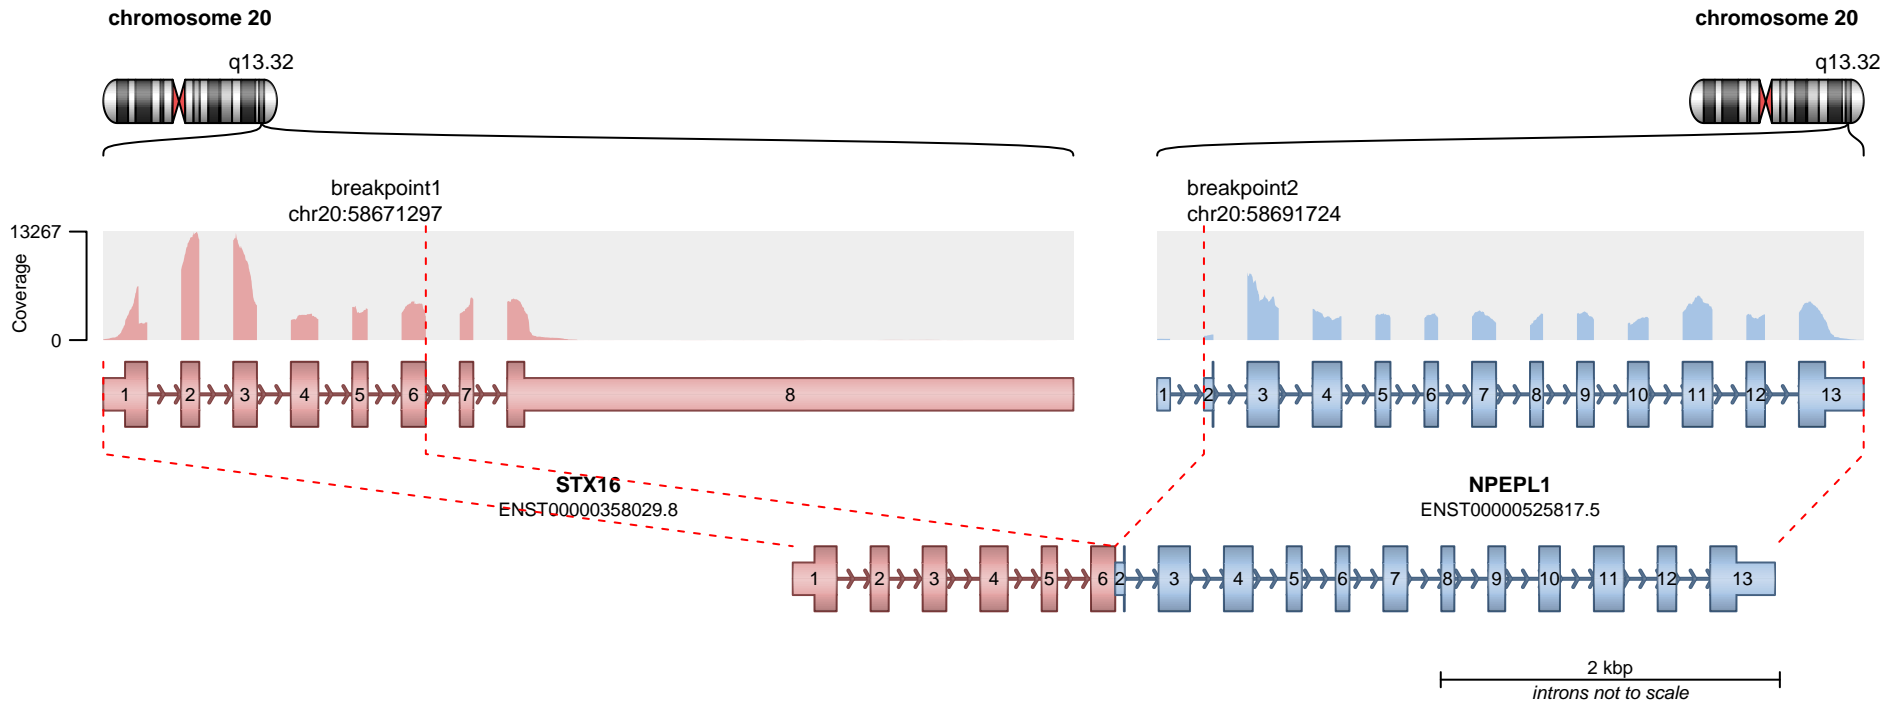 chromosome 20
chromosome 20
q13.32
q13.32
breakpoint1
chr20:58671297
breakpoint2
chr20:58691724
13267
Coverage
0
1 2 3 4 5 6 7 8
1 2 3 4 5 6 7 8 9 10 11 12 13
STX16
ENST00000358029.8
NPEPL1
ENST00000525817.5
1 2 3 4 5 6 2 3 4 5 6 7 8 9 10 11 12 13
2 kbp
introns not to scale